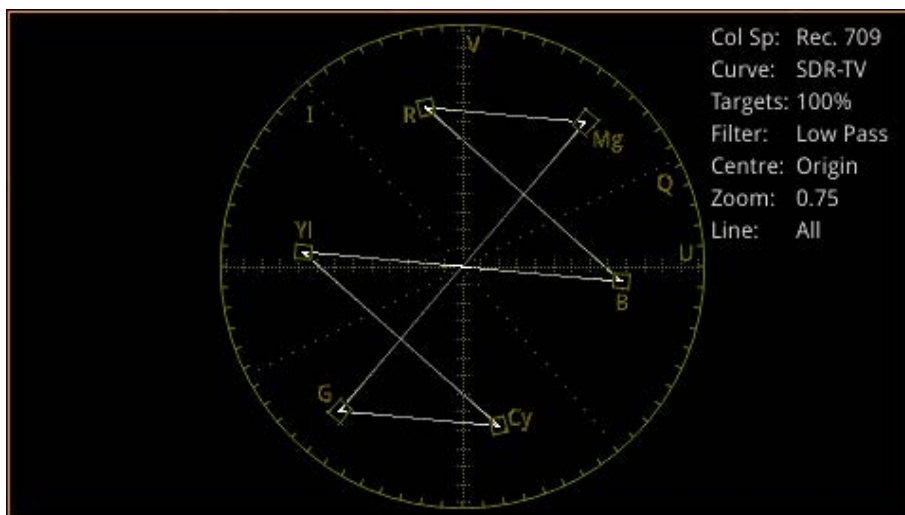 Col Sp: Rec. 709
Curve: SDR-TV
Targets: 100%
Filter: Low Pass
Centre: Origin
Zoom: 0.75
Line: All
V
I
R
Mg
Q
Yl
U
B
G
Cy